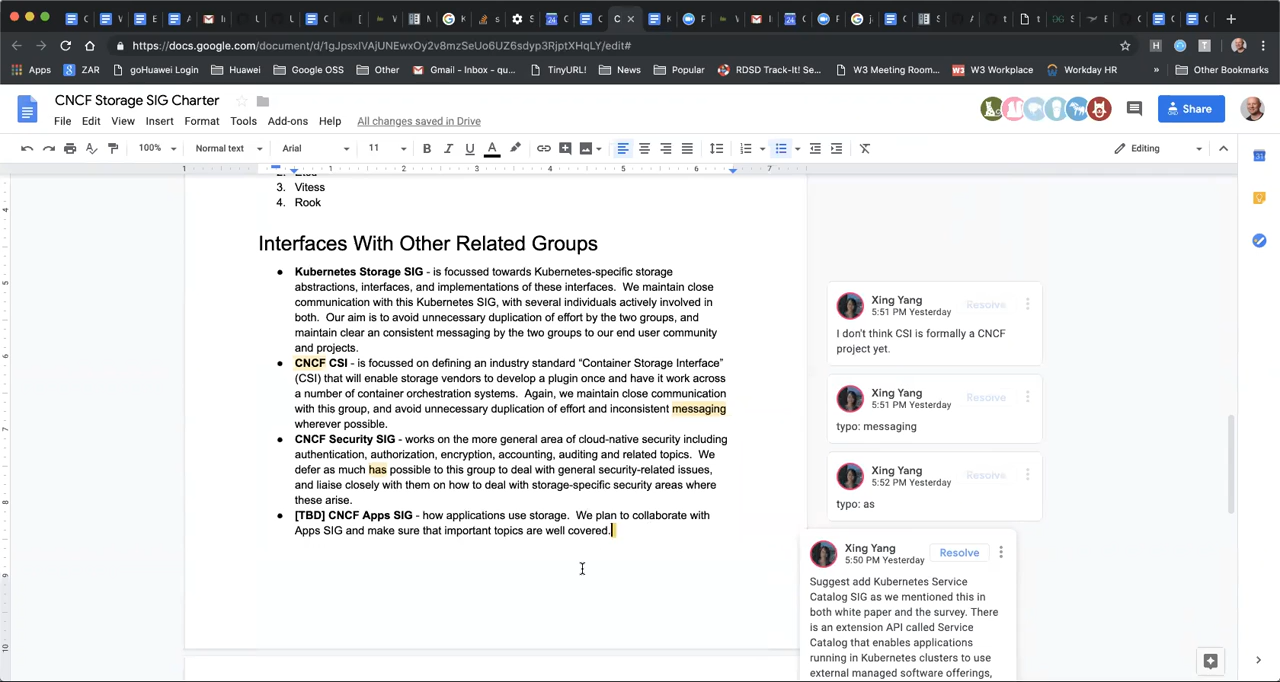 https://docs.google.com/document/d/1gJpsxIVAjUNEwxOy2v8mzSeUo6UZ6sdyp3RjptXHqLY/edit#
Apps ZAR goHuawei Login Huawei Google OSS Other Gmail - Inbox - qu... TinyURL! News Popular RDSD Track-It! Se... W3 Meeting Room... W3 Workplace Workday HR » Other Bookmarks
CNCF Storage SIG Charter
File Edit View Insert Format Tools Add-ons Help All changes saved in Drive
Share
100% Normal text Arial 11 B I U A Editing
1 1 2 3 4 5 6 7
3. Vitess
4. Rook
Interfaces With Other Related Groups
● Kubernetes Storage SIG - is focussed towards Kubernetes-specific storage
abstractions, interfaces, and implementations of these interfaces. We maintain close
communication with this Kubernetes SIG, with several individuals actively involved in
both. Our aim is to avoid unnecessary duplication of effort by the two groups, and
maintain clear an consistent messaging by the two groups to our end user community
and projects.
● CNCF CSI - is focussed on defining an industry standard “Container Storage Interface”
(CSI) that will enable storage vendors to develop a plugin once and have it work across
a number of container orchestration systems. Again, we maintain close communication
with this group, and avoid unnecessary duplication of effort and inconsistent messaging
wherever possible.
● CNCF Security SIG - works on the more general area of cloud-native security including
authentication, authorization, encryption, accounting, auditing and related topics. We
defer as much has possible to this group to deal with general security-related issues,
and liaise closely with them on how to deal with storage-specific security areas where
these arise.
● [TBD] CNCF Apps SIG - how applications use storage. We plan to collaborate with
Apps SIG and make sure that important topics are well covered.
Xing Yang
5:51 PM Yesterday
Resolve
I don't think CSI is formally a CNCF
project yet.
Xing Yang
5:51 PM Yesterday
Resolve
typo: messaging
Xing Yang
5:52 PM Yesterday
Resolve
typo: as
Xing Yang
5:50 PM Yesterday
Resolve
Suggest add Kubernetes Service
Catalog SIG as we mentioned this in
both white paper and the survey. There
is an extension API called Service
Catalog that enables applications
running in Kubernetes clusters to use
external managed software offerings,